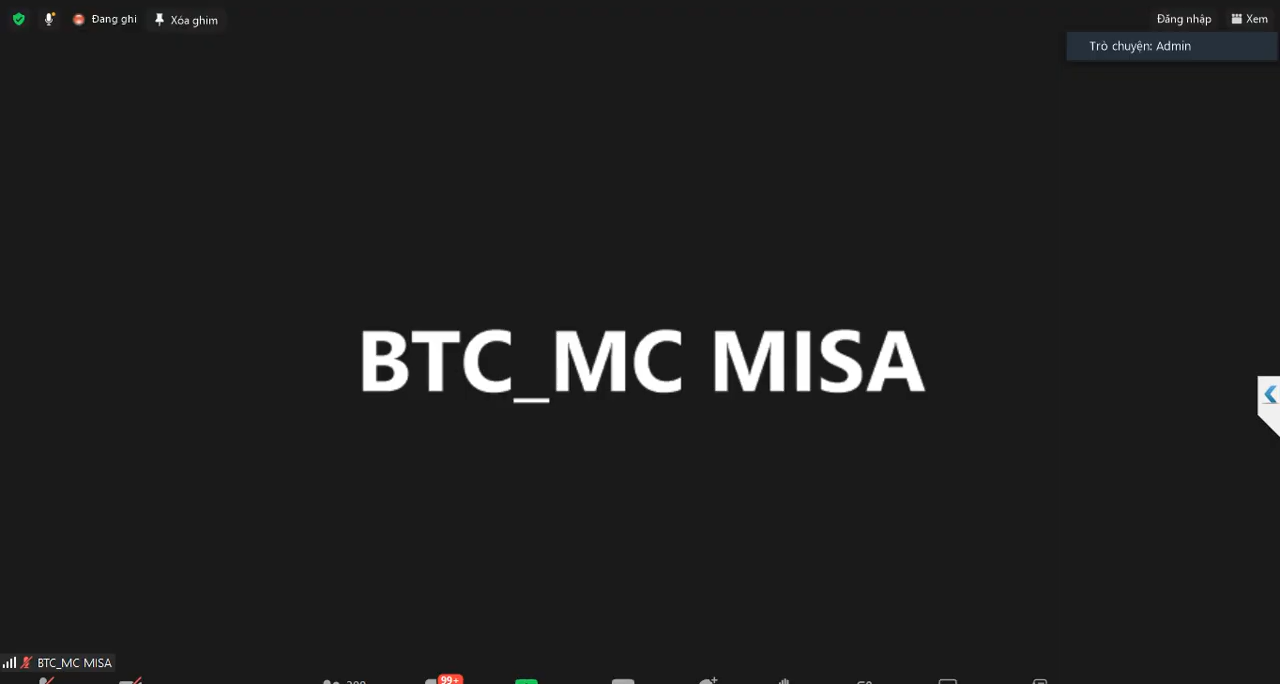 Đang ghi
Xóa ghim
Đăng nhập
Xem
Trò chuyện: Admin
BTC_MC MISA
BTC_MC MISA
99+